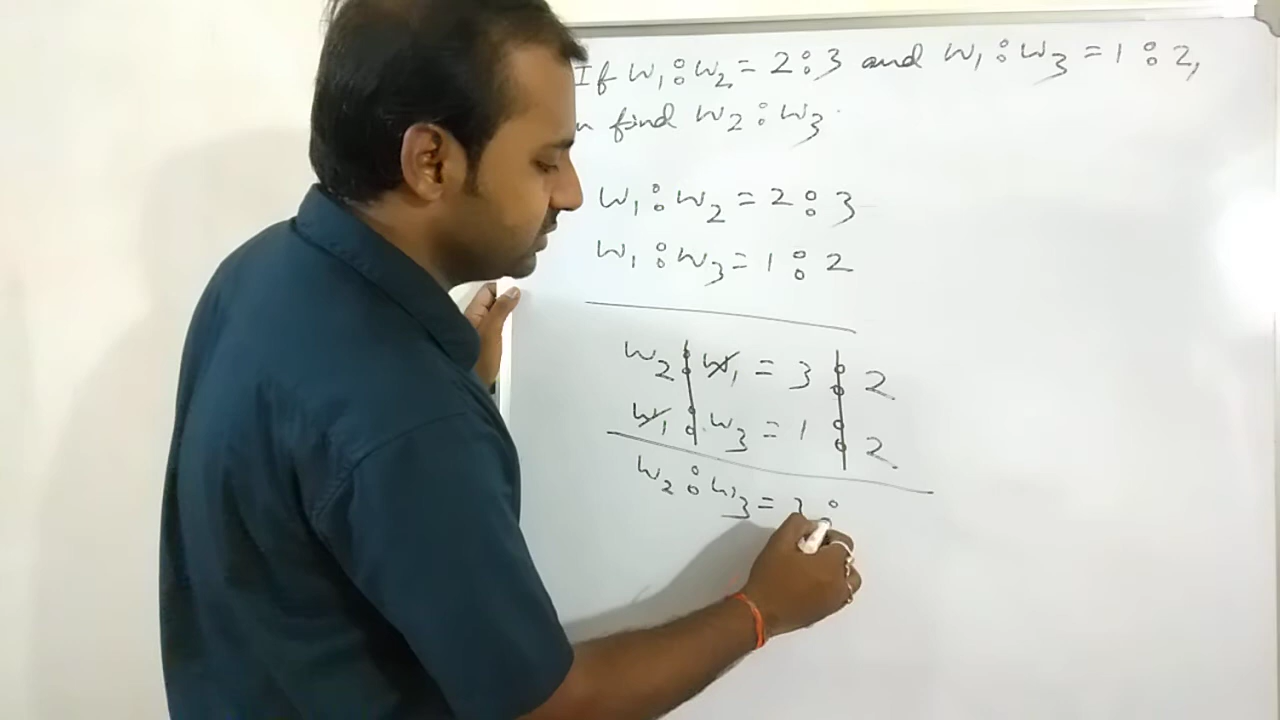 If W₁ : W₂ = 2 : 3 and W₁ : W₃ = 1 : 2,
find W₂ : W₃.
W₁ : W₂ = 2 : 3
W₁ : W₃ = 1 : 2
W₂ : W₁ = 3 : 2
W₁ : W₃ = 1 : 2
W₂ : W₃ = 3 :